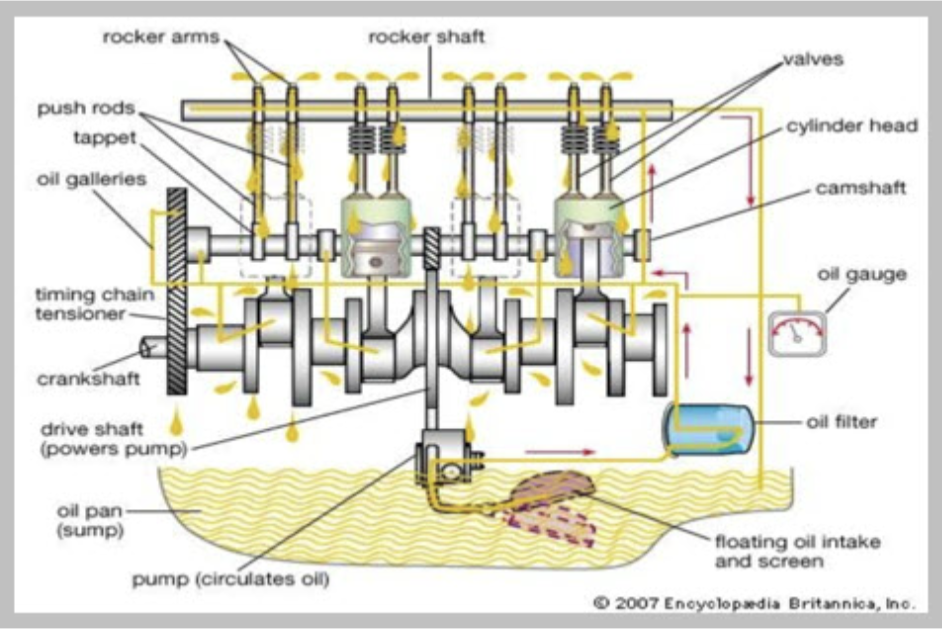 rocker arms
rocker shaft
valves
push rods
cylinder head
tappet
oil galleries
camshaft
oil gauge
timing chain
tensioner
crankshaft
oil filter
drive shaft
(powers pump)
oil pan
(sump)
floating oil intake
and screen
pump (circulates oil)
© 2007 Encyclopædia Britannica, Inc.